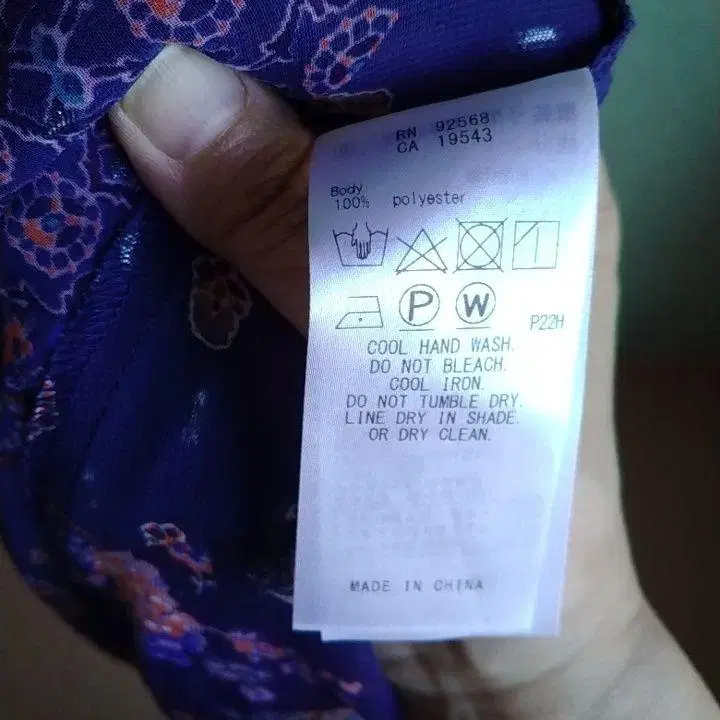 RN 92568
CA 19543
Body
100% polyester
P W P22H
COOL HAND WASH.
DO NOT BLEACH.
COOL IRON.
DO NOT TUMBLE DRY.
LINE DRY IN SHADE.
OR DRY CLEAN.
MADE IN CHINA